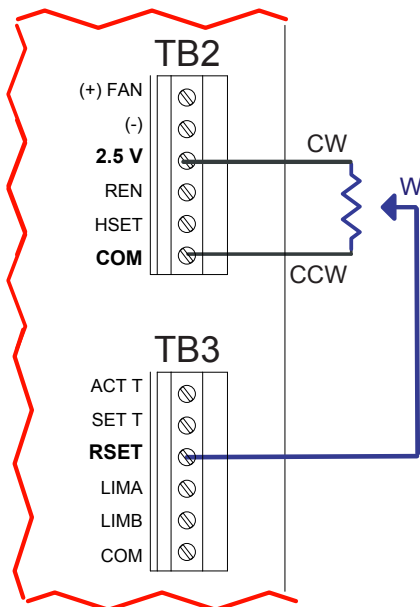 TB2
(+) FAN
(-)
2.5 V
REN
HSET
COM
CW
W
CCW
TB3
ACT T
SET T
RSET
LIMA
LIMB
COM